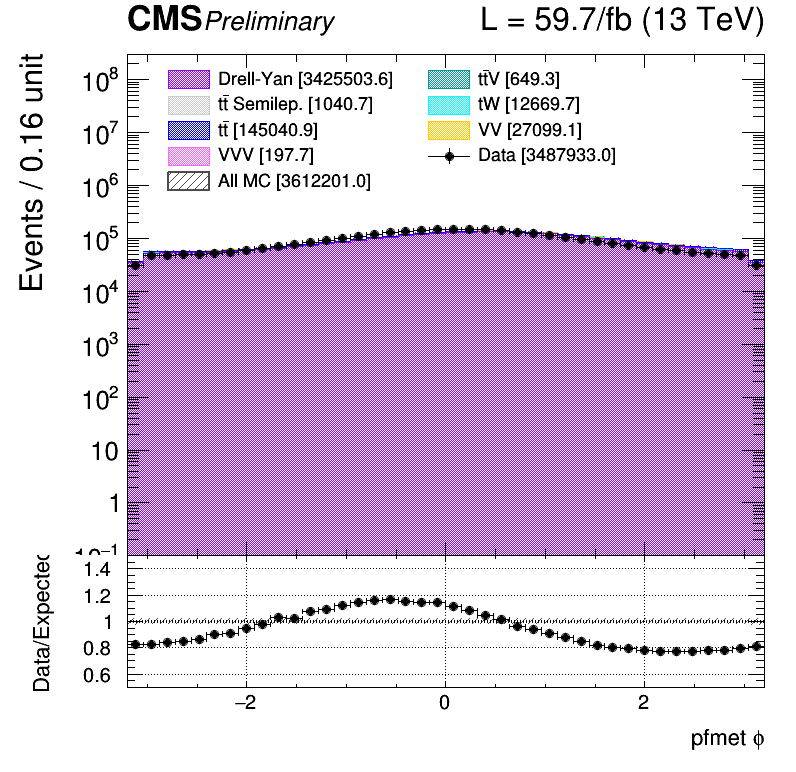 CMS Preliminary L = 59.7/fb (13 TeV)
Events / 0.16 unit
Drell-Yan [3425503.6]
tt̄ Semilep. [1040.7]
tt̄ [145040.9]
VVV [197.7]
All MC [3612201.0]
tt̄V [649.3]
tW [12669.7]
VV [27099.1]
Data [3487933.0]
10⁸
10⁷
10⁶
10⁵
10⁴
10³
10²
10
1
10⁻¹
Data/Expected
1.4
1.2
1
0.8
0.6
−2 0 2
pfmet ϕ